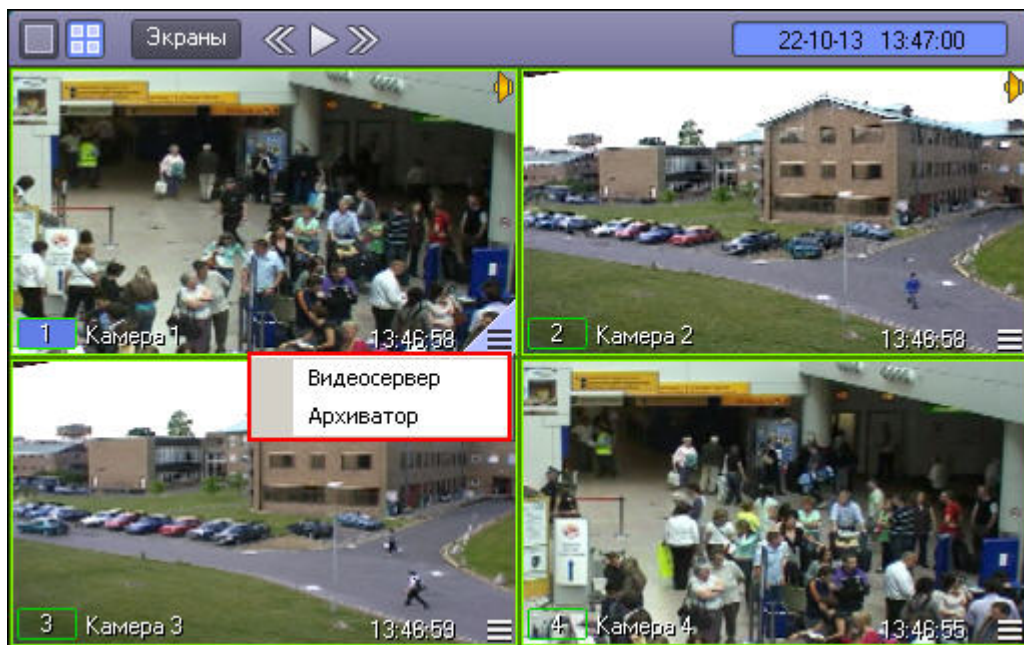 Экраны 22-10-13 13:47:00
1 Камера 1 13:46:58
2 Камера 2 13:46:58
Видеосервер
Архиватор
3 Камера 3 13:46:59
4 Камера 4 13:46:55